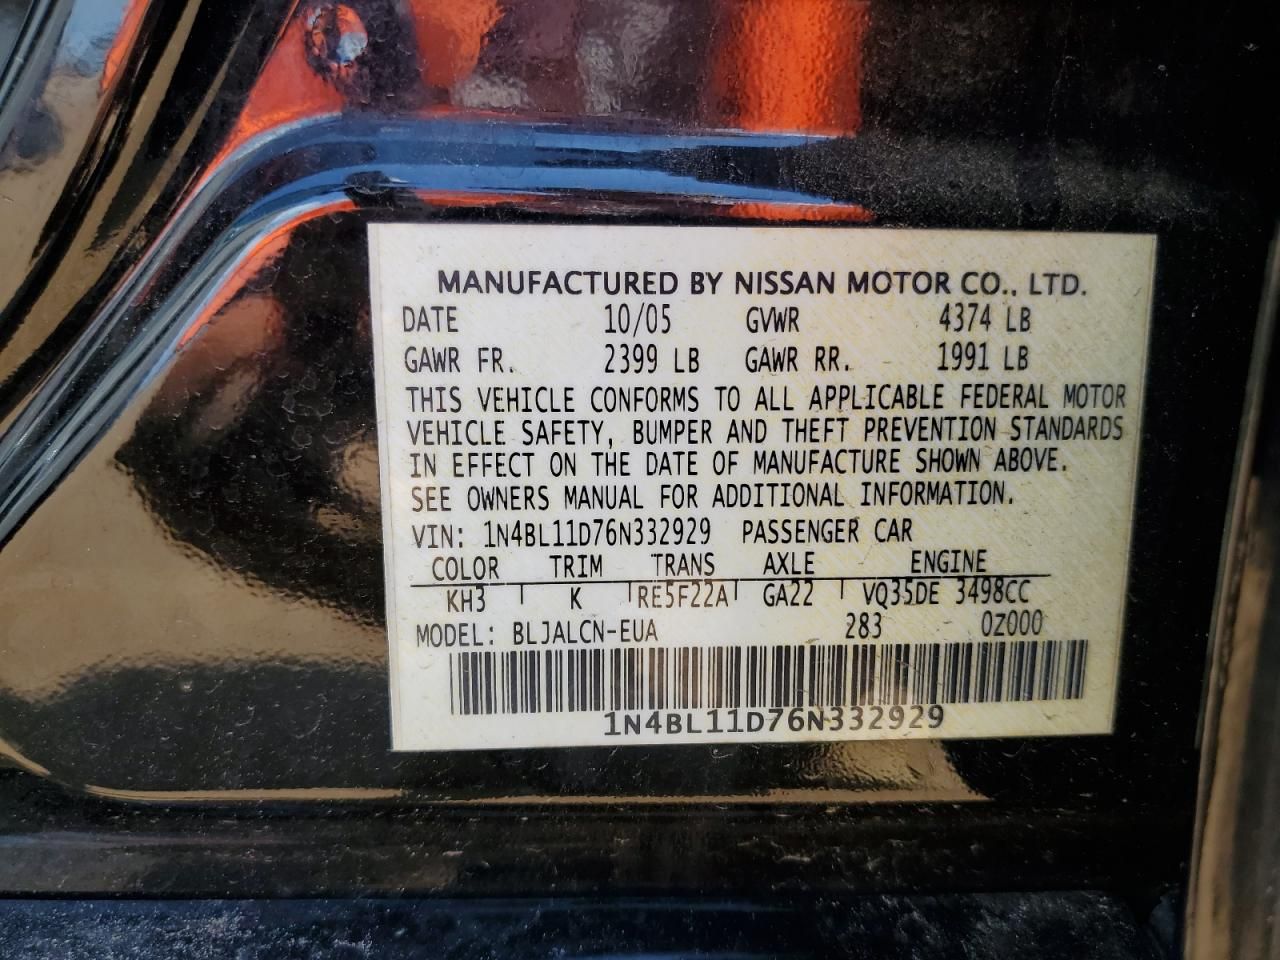 MANUFACTURED BY NISSAN MOTOR CO., LTD.
DATE 10/05 GVWR 4374 LB
GAWR FR. 2399 LB GAWR RR. 1991 LB
THIS VEHICLE CONFORMS TO ALL APPLICABLE FEDERAL MOTOR
VEHICLE SAFETY, BUMPER AND THEFT PREVENTION STANDARDS
IN EFFECT ON THE DATE OF MANUFACTURE SHOWN ABOVE.
SEE OWNERS MANUAL FOR ADDITIONAL INFORMATION.
VIN: 1N4BL11D76N332929 PASSENGER CAR
COLOR TRIM TRANS AXLE ENGINE
KH3 K RE5F22A GA22 VQ35DE 3498CC
MODEL: BLJALCN-EUA 283 0Z000
1N4BL11D76N332929